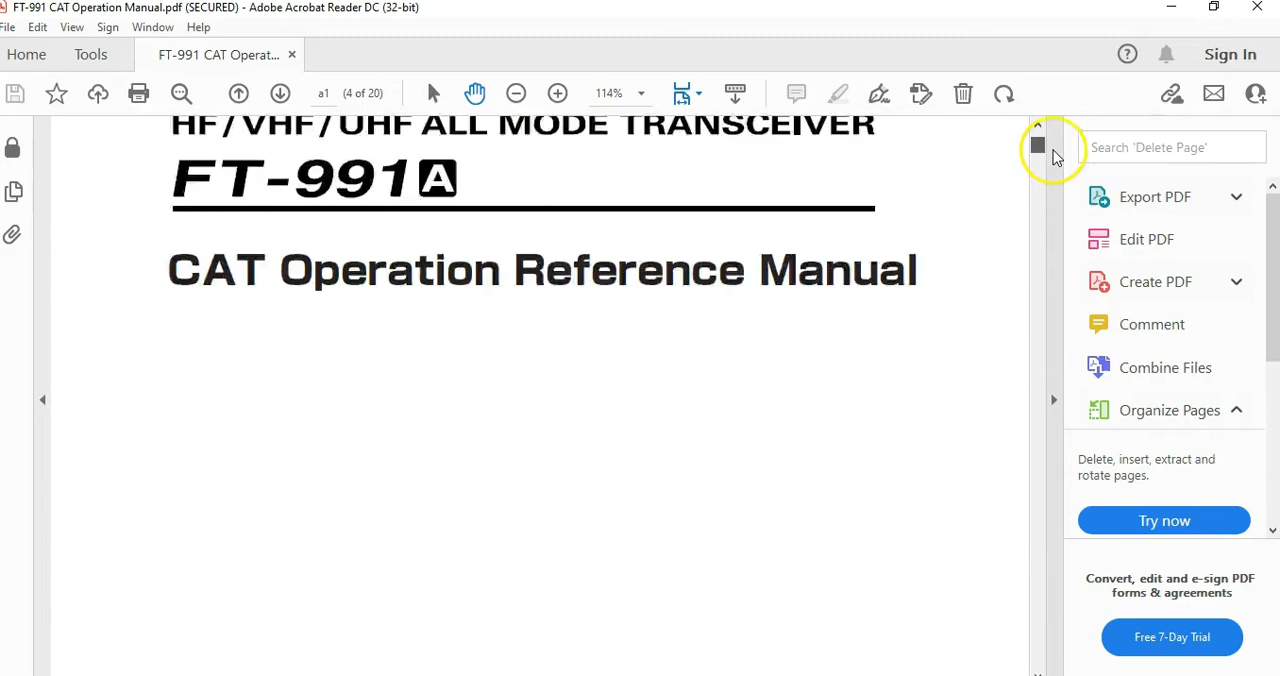 FT-991 CAT Operation Manual.pdf (SECURED) - Adobe Acrobat Reader DC (32-bit)
File Edit View Sign Window Help
Home Tools FT-991 CAT Operat... ×
Sign In
a1 (4 of 20) 114%
HF/VHF/UHF ALL MODE TRANSCEIVER
FT-991A
CAT Operation Reference Manual
Search 'Delete Page'
Export PDF
Edit PDF
Create PDF
Comment
Combine Files
Organize Pages
Delete, insert, extract and
rotate pages.
Try now
Convert, edit and e-sign PDF
forms & agreements
Free 7-Day Trial